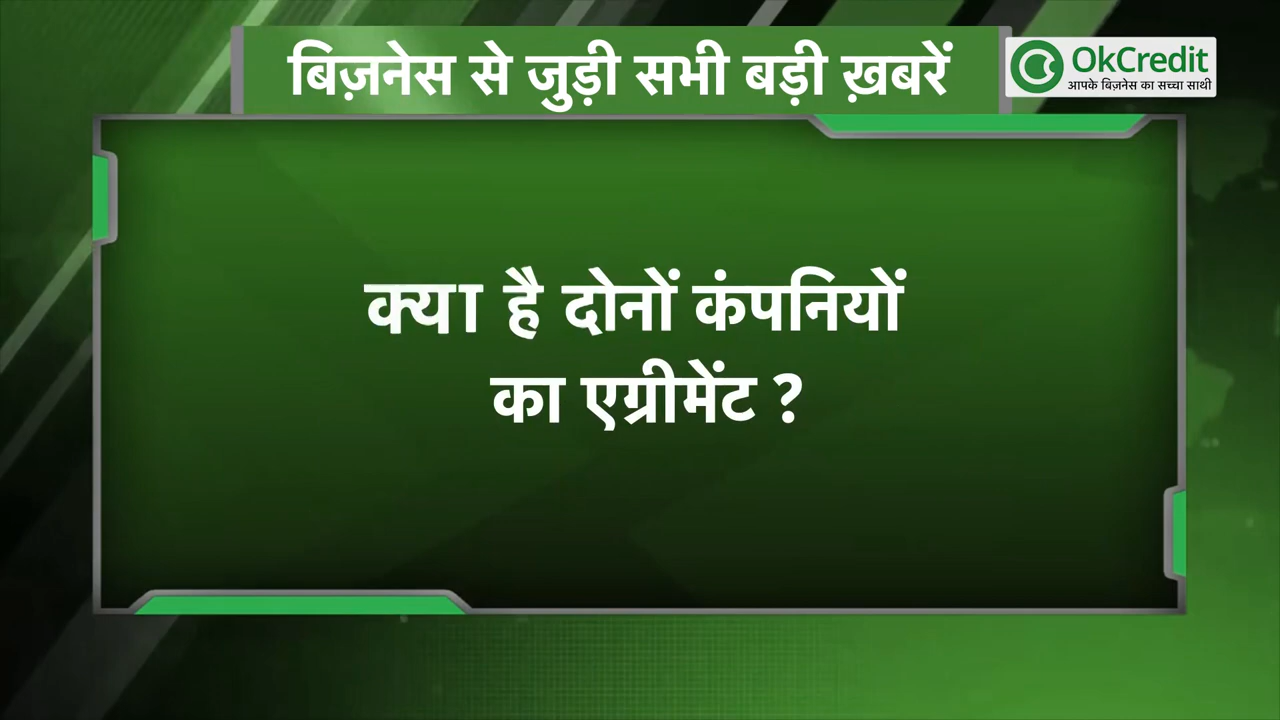 बिज़नेस से जुड़ी सभी बड़ी ख़बरें
OkCredit
आपके बिज़नेस का सच्चा साथी
क्या है दोनों कंपनियों
का एग्रीमेंट ?